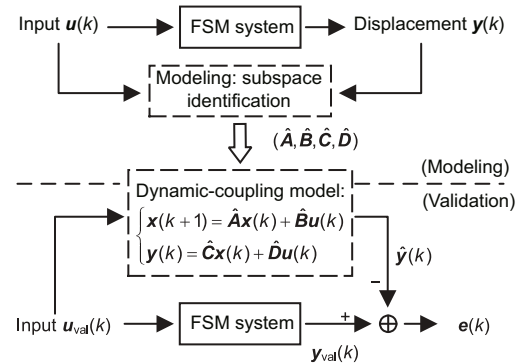 Input u(k)
FSM system
Displacement y(k)
Modeling: subspace
identification
(Â,B̂,Ĉ,D̂)
(Modeling)
(Validation)
Dynamic-coupling model:
{ x(k+1) = Âx(k)+B̂u(k)
y(k) = Ĉx(k)+D̂u(k)
ŷ(k)
−
Input u_val(k)
FSM system
+
⊕
e(k)
y_val(k)